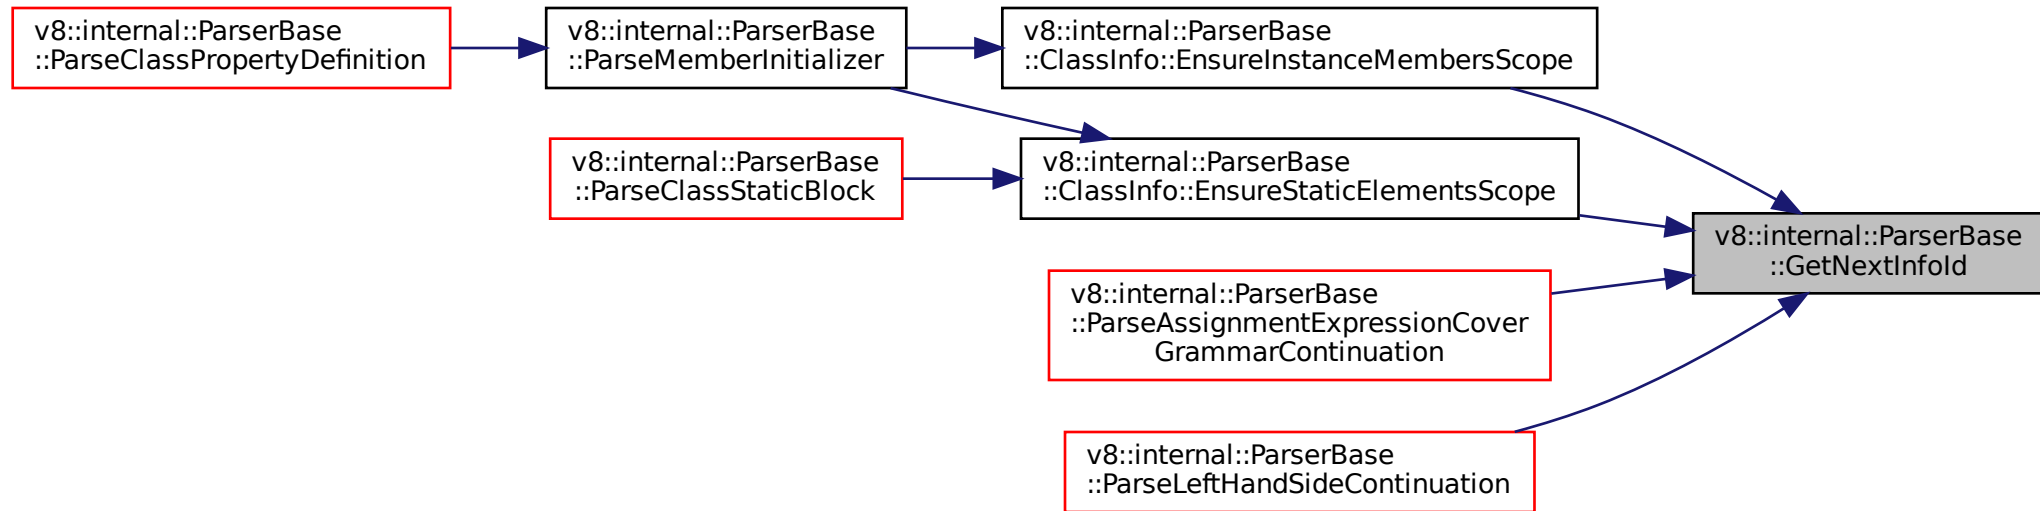 v8::internal::ParserBase
::ParseClassPropertyDefinition
v8::internal::ParserBase
::ParseMemberInitializer
v8::internal::ParserBase
::ClassInfo::EnsureInstanceMembersScope
v8::internal::ParserBase
::ParseClassStaticBlock
v8::internal::ParserBase
::ClassInfo::EnsureStaticElementsScope
v8::internal::ParserBase
::GetNextInfoId
v8::internal::ParserBase
::ParseAssignmentExpressionCover
GrammarContinuation
v8::internal::ParserBase
::ParseLeftHandSideContinuation